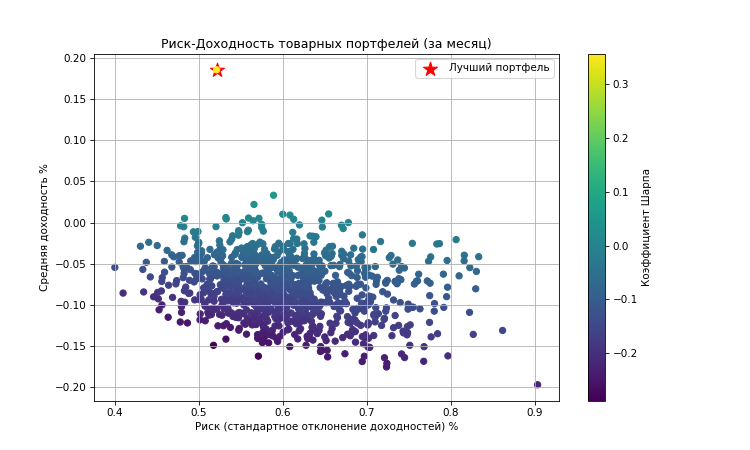 Риск-Доходность товарных портфелей (за месяц)
Лучший портфель
Средняя доходность %
0.20
0.15
0.10
0.05
0.00
−0.05
−0.10
−0.15
−0.20
0.4 0.5 0.6 0.7 0.8 0.9
Риск (стандартное отклонение доходностей) %
0.3
0.2
0.1
0.0
−0.1
−0.2
Коэффициент Шарпа